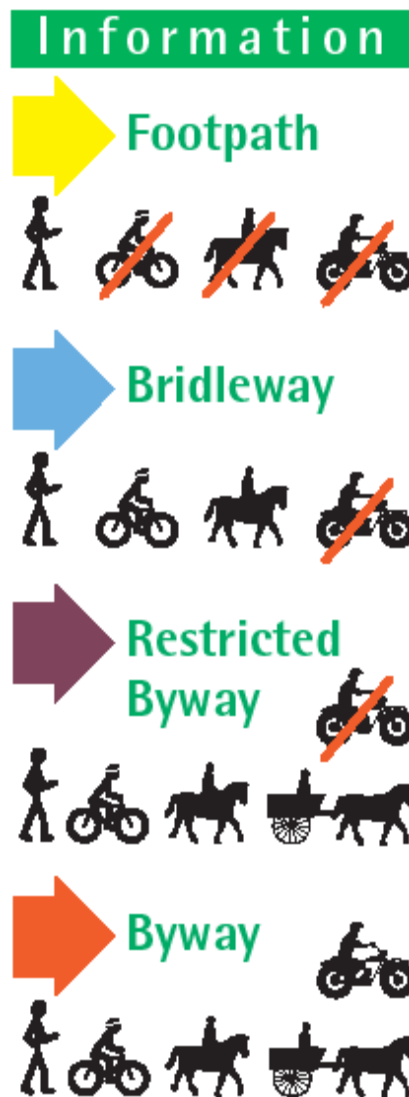 Information
Footpath
Bridleway
Restricted
Byway
Byway